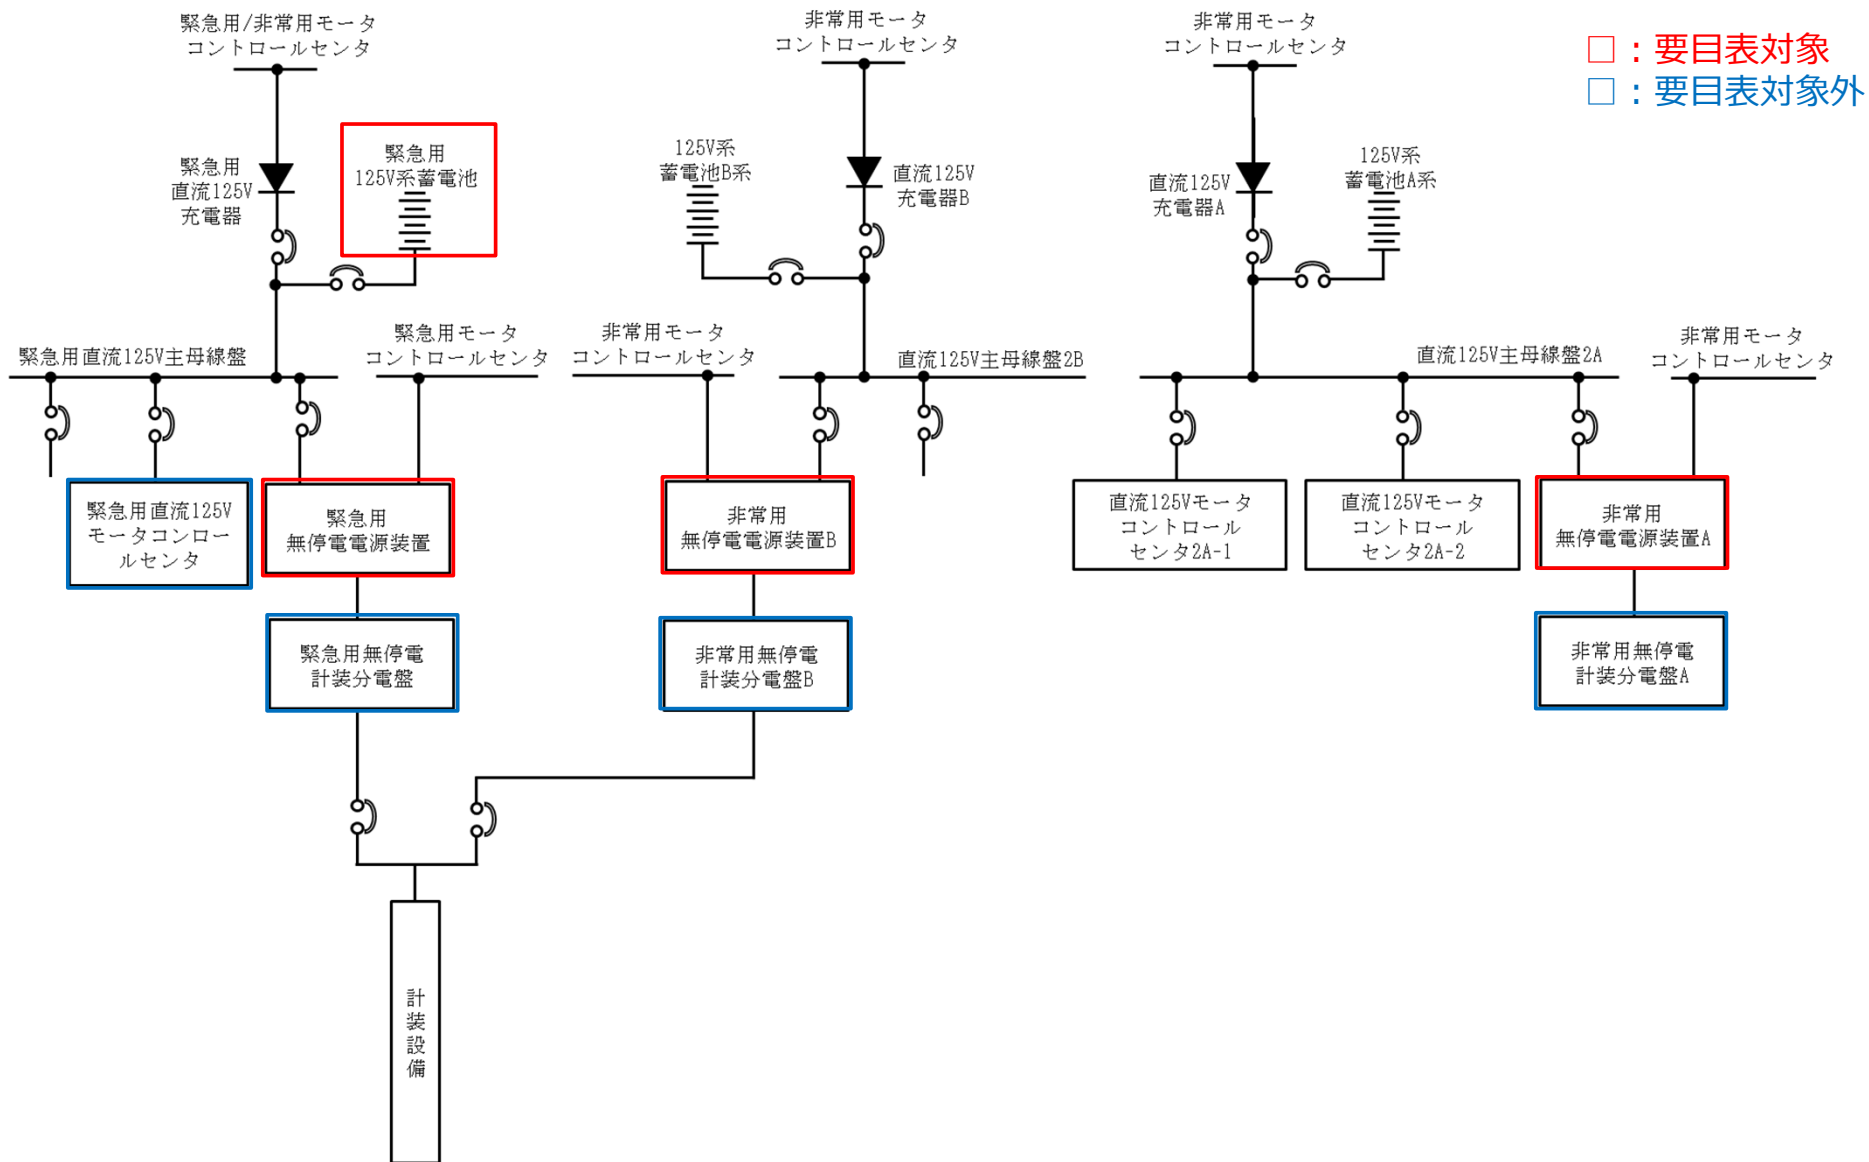 緊急用/非常用モータ
コントロールセンタ
非常用モータ
コントロールセンタ
非常用モータ
コントロールセンタ
□：要目表対象
□：要目表対象外
緊急用
直流125V
充電器
緊急用
125V系蓄電池
125V系
蓄電池B系
直流125V
充電器B
直流125V
充電器A
125V系
蓄電池A系
緊急用直流125V主母線盤
緊急用モータ
コントロールセンタ
非常用モータ
コントロールセンタ
直流125V主母線盤2B
直流125V主母線盤2A
非常用モータ
コントロールセンタ
緊急用直流125V
モータコンロー
ルセンタ
緊急用
無停電電源装置
非常用
無停電電源装置B
直流125Vモータ
コントロール
センタ2A-1
直流125Vモータ
コントロール
センタ2A-2
非常用
無停電電源装置A
緊急用無停電
計装分電盤
非常用無停電
計装分電盤B
非常用無停電
計装分電盤A
計装設備